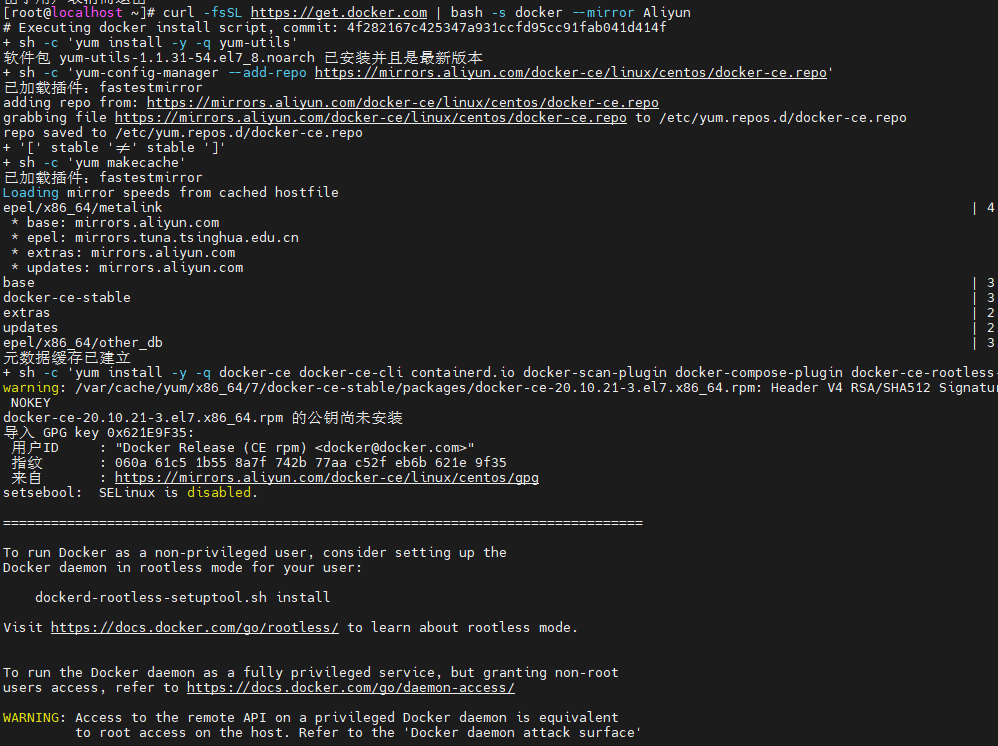 [root@localhost ~]# curl -fsSL https://get.docker.com | bash -s docker --mirror Aliyun
# Executing docker install script, commit: 4f282167c425347a931ccfd95cc91fab041d414f
+ sh -c 'yum install -y -q yum-utils'
软件包 yum-utils-1.1.31-54.el7_8.noarch 已安装并且是最新版本
+ sh -c 'yum-config-manager --add-repo https://mirrors.aliyun.com/docker-ce/linux/centos/docker-ce.repo'
已加载插件：fastestmirror
adding repo from: https://mirrors.aliyun.com/docker-ce/linux/centos/docker-ce.repo
grabbing file https://mirrors.aliyun.com/docker-ce/linux/centos/docker-ce.repo to /etc/yum.repos.d/docker-ce.repo
repo saved to /etc/yum.repos.d/docker-ce.repo
+ '[' stable '≠' stable ']'
+ sh -c 'yum makecache'
已加载插件：fastestmirror
Loading mirror speeds from cached hostfile
epel/x86_64/metalink | 4
 * base: mirrors.aliyun.com
 * epel: mirrors.tuna.tsinghua.edu.cn
 * extras: mirrors.aliyun.com
 * updates: mirrors.aliyun.com
base | 3
docker-ce-stable | 3
extras | 2
updates | 2
epel/x86_64/other_db | 3
元数据缓存已建立
+ sh -c 'yum install -y -q docker-ce docker-ce-cli containerd.io docker-scan-plugin docker-compose-plugin docker-ce-rootless-
warning: /var/cache/yum/x86_64/7/docker-ce-stable/packages/docker-ce-20.10.21-3.el7.x86_64.rpm: Header V4 RSA/SHA512 Signatur
 NOKEY
docker-ce-20.10.21-3.el7.x86_64.rpm 的公钥尚未安装
导入 GPG key 0x621E9F35:
 用户ID     : "Docker Release (CE rpm) <docker@docker.com>"
 指纹       : 060a 61c5 1b55 8a7f 742b 77aa c52f eb6b 621e 9f35
 来自       : https://mirrors.aliyun.com/docker-ce/linux/centos/gpg
setsebool:  SELinux is disabled.

================================================================================

To run Docker as a non-privileged user, consider setting up the
Docker daemon in rootless mode for your user:

    dockerd-rootless-setuptool.sh install

Visit https://docs.docker.com/go/rootless/ to learn about rootless mode.


To run the Docker daemon as a fully privileged service, but granting non-root
users access, refer to https://docs.docker.com/go/daemon-access/

WARNING: Access to the remote API on a privileged Docker daemon is equivalent
         to root access on the host. Refer to the 'Docker daemon attack surface'